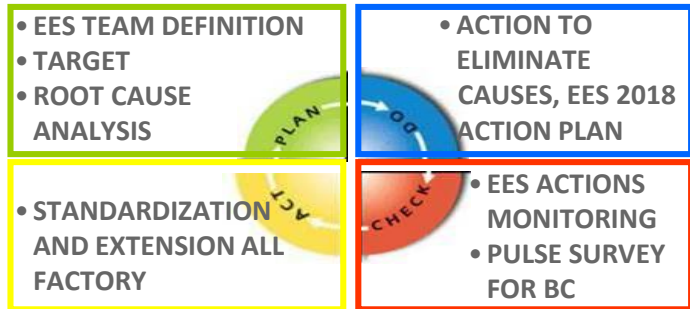 • EES TEAM DEFINITION
• TARGET
• ROOT CAUSE
ANALYSIS
• ACTION TO
ELIMINATE
CAUSES, EES 2018
ACTION PLAN
PLAN
DO
ACT
CHECK
• STANDARDIZATION
AND EXTENSION ALL
FACTORY
• EES ACTIONS
MONITORING
• PULSE SURVEY
FOR BC